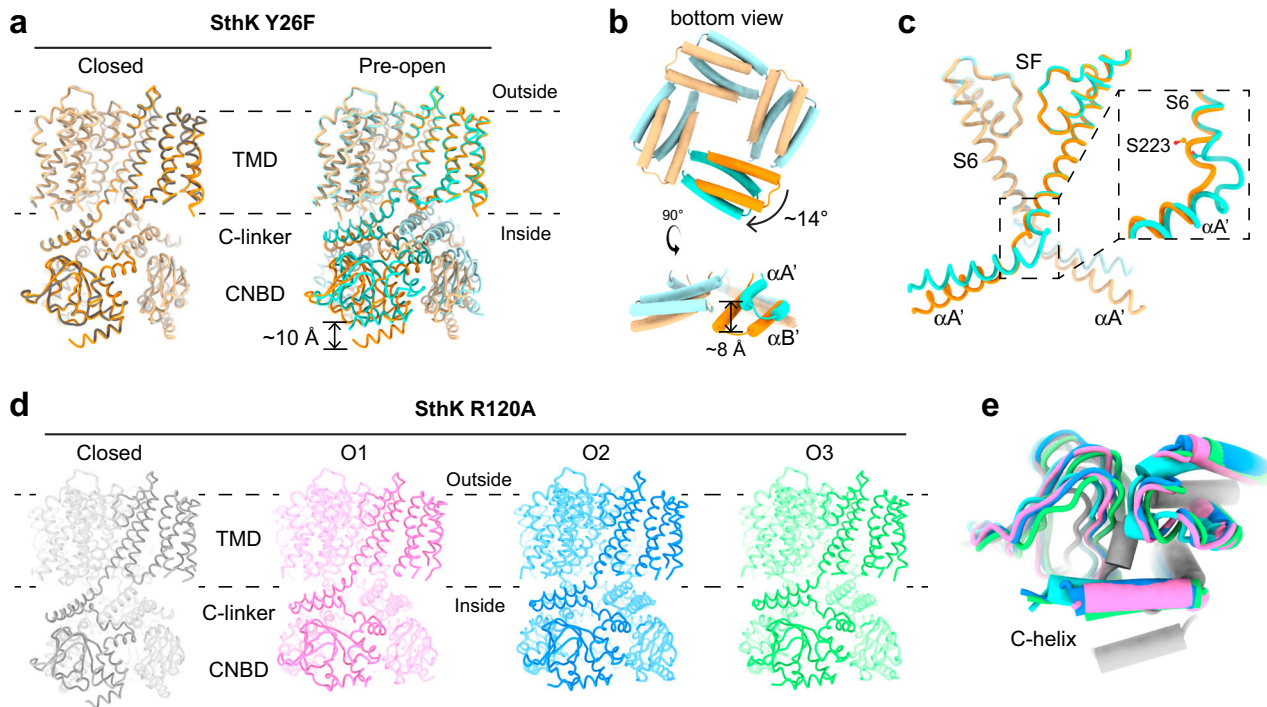 a
SthK Y26F
Closed
Pre-open
Outside
TMD
Inside
C-linker
CNBD
~10 Å
b
bottom view
~14°
90°
αA’
~8 Å
αB’
c
SF
S6
S6
S223
αA’
αA’
αA’
d
SthK R120A
Closed
O1
O2
O3
Outside
TMD
Inside
C-linker
CNBD
e
C-helix